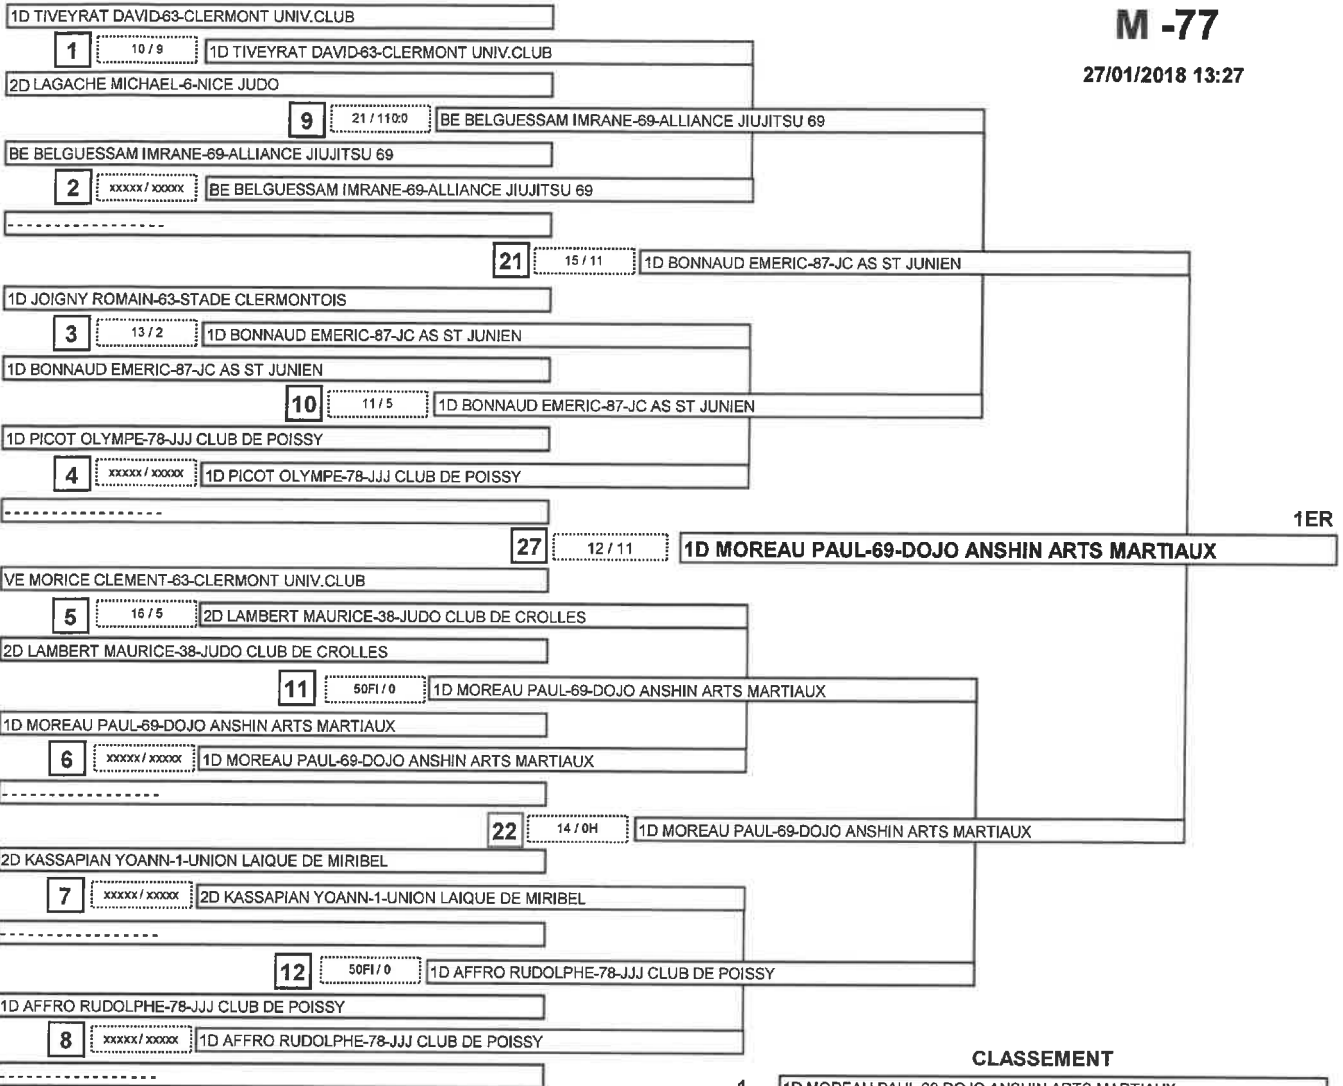 M -77
27/01/2018 13:27
1D TIVEYRAT DAVID-63-CLERMONT UNIV.CLUB
1 10 / 9 1D TIVEYRAT DAVID-63-CLERMONT UNIV.CLUB
2D LAGACHE MICHAEL-6-NICE JUDO
9 21 / 110:0 BE BELGUESSAM IMRANE-69-ALLIANCE JIUJITSU 69
BE BELGUESSAM IMRANE-69-ALLIANCE JIUJITSU 69
2 xxxxx / xxxxx BE BELGUESSAM IMRANE-69-ALLIANCE JIUJITSU 69
-----------------
21 15 / 11 1D BONNAUD EMERIC-87-JC AS ST JUNIEN
1D JOIGNY ROMAIN-63-STADE CLERMONTOIS
3 13 / 2 1D BONNAUD EMERIC-87-JC AS ST JUNIEN
1D BONNAUD EMERIC-87-JC AS ST JUNIEN
10 11 / 5 1D BONNAUD EMERIC-87-JC AS ST JUNIEN
1D PICOT OLYMPE-78-JJJ CLUB DE POISSY
4 xxxxx / xxxxx 1D PICOT OLYMPE-78-JJJ CLUB DE POISSY
-----------------
1ER
27 12 / 11 1D MOREAU PAUL-69-DOJO ANSHIN ARTS MARTIAUX
VE MORICE CLEMENT-63-CLERMONT UNIV.CLUB
5 16 / 5 2D LAMBERT MAURICE-38-JUDO CLUB DE CROLLES
2D LAMBERT MAURICE-38-JUDO CLUB DE CROLLES
11 50FI / 0 1D MOREAU PAUL-69-DOJO ANSHIN ARTS MARTIAUX
1D MOREAU PAUL-69-DOJO ANSHIN ARTS MARTIAUX
6 xxxxx / xxxxx 1D MOREAU PAUL-69-DOJO ANSHIN ARTS MARTIAUX
-----------------
22 14 / 0H 1D MOREAU PAUL-69-DOJO ANSHIN ARTS MARTIAUX
2D KASSAPIAN YOANN-1-UNION LAIQUE DE MIRIBEL
7 xxxxx / xxxxx 2D KASSAPIAN YOANN-1-UNION LAIQUE DE MIRIBEL
-----------------
12 50FI / 0 1D AFFRO RUDOLPHE-78-JJJ CLUB DE POISSY
1D AFFRO RUDOLPHE-78-JJJ CLUB DE POISSY
8 xxxxx / xxxxx 1D AFFRO RUDOLPHE-78-JJJ CLUB DE POISSY
-----------------
CLASSEMENT
1 1D MOREAU PAUL-69-DOJO ANSHIN ARTS MARTIAUX